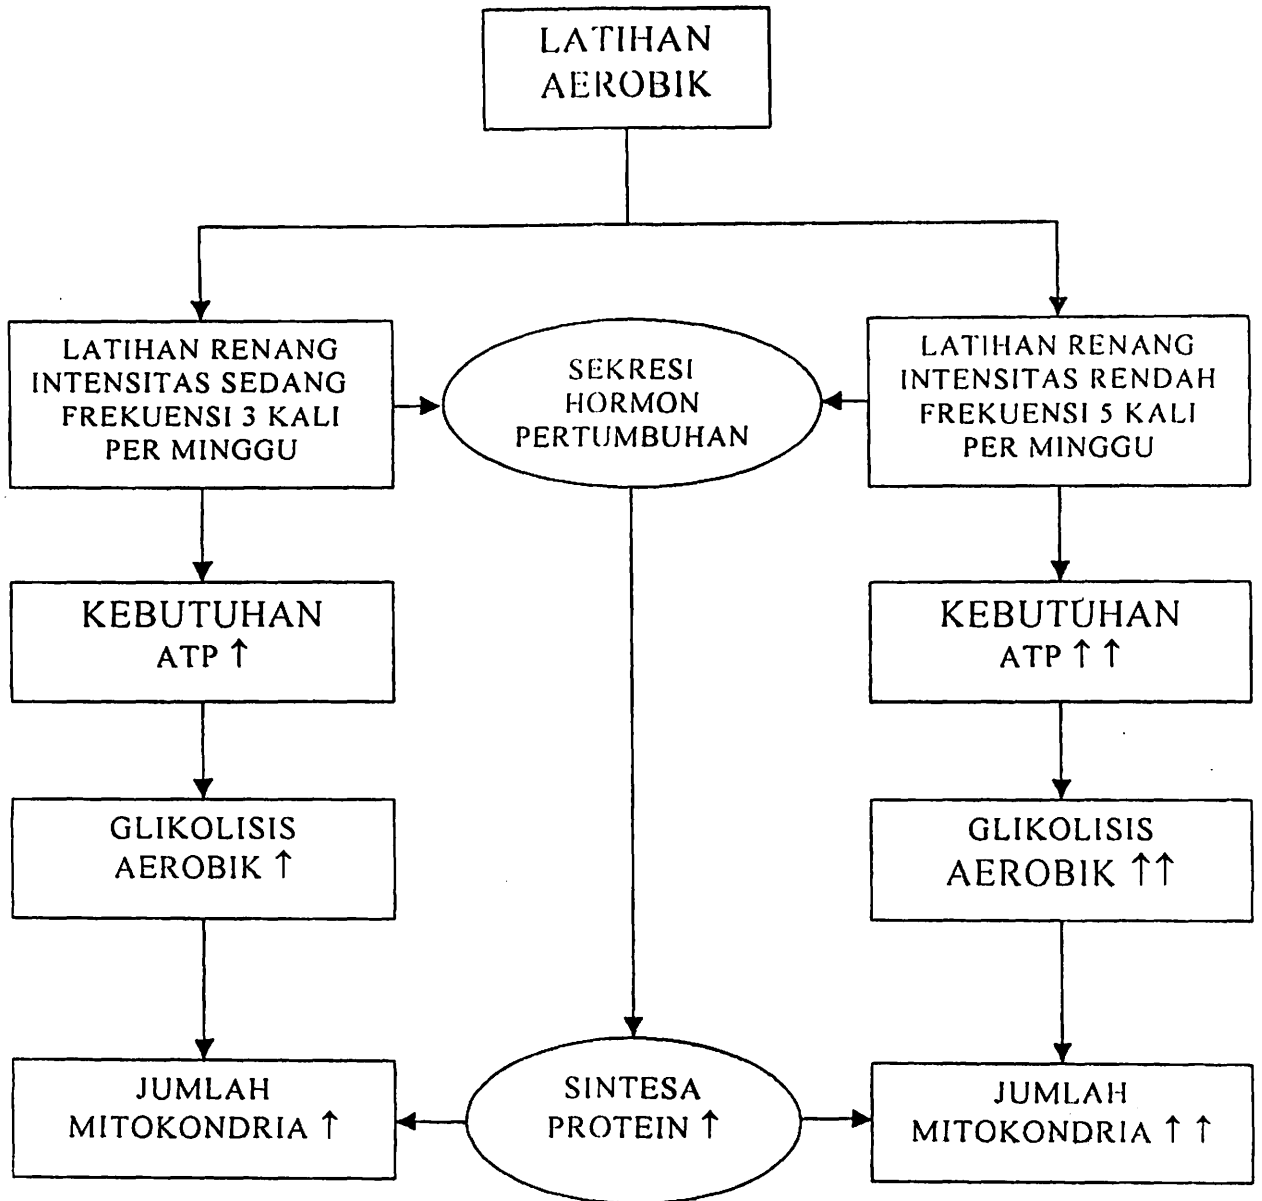 LATIHAN
AEROBIK
LATIHAN RENANG
INTENSITAS SEDANG
FREKUENSI 3 KALI
PER MINGGU
SEKRESI
HORMON
PERTUMBUHAN
LATIHAN RENANG
INTENSITAS RENDAH
FREKUENSI 5 KALI
PER MINGGU
KEBUTUHAN
ATP ↑
KEBUTUHAN
ATP ↑ ↑
GLIKOLISIS
AEROBIK ↑
GLIKOLISIS
AEROBIK ↑↑
JUMLAH
MITOKONDRIA ↑
SINTESA
PROTEIN ↑
JUMLAH
MITOKONDRIA ↑ ↑